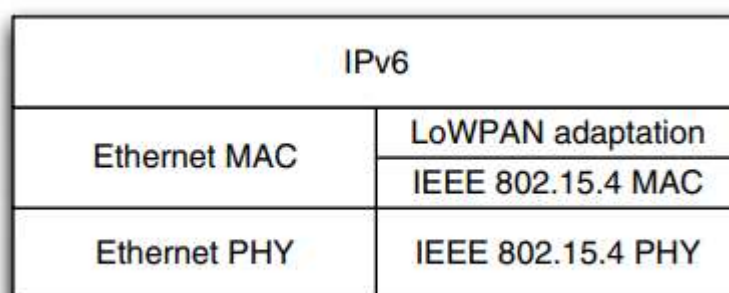 IPv6
Ethernet MAC
LoWPAN adaptation
IEEE 802.15.4 MAC
Ethernet PHY
IEEE 802.15.4 PHY